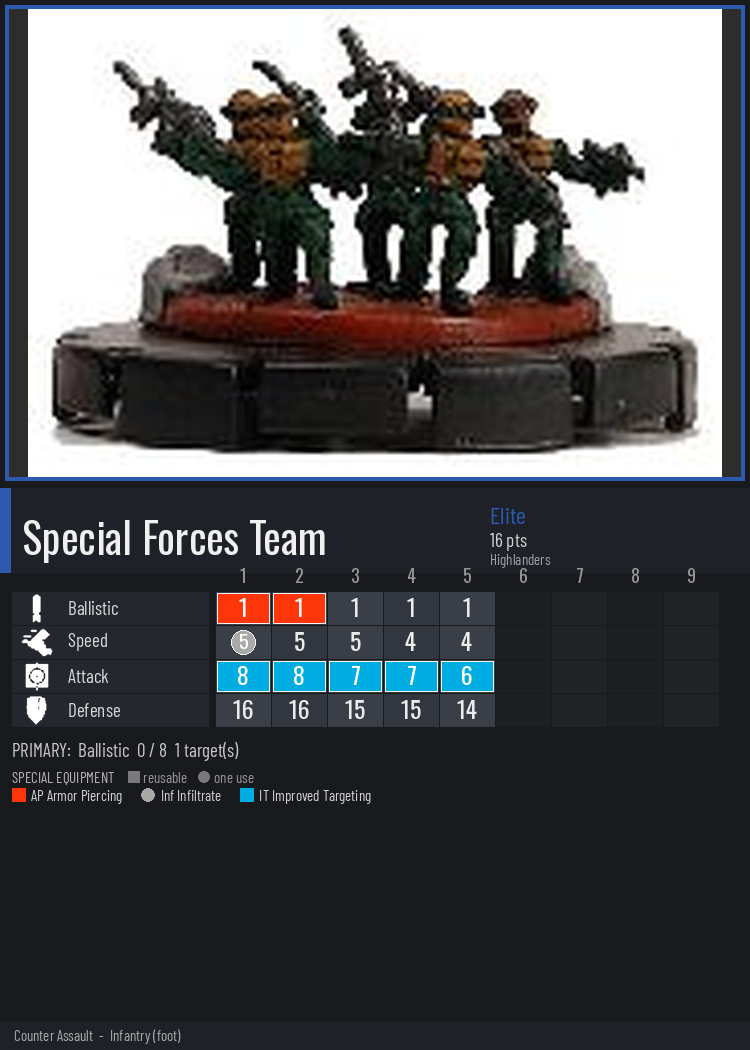 Special Forces Team
Elite
16 pts
Highlanders
1 2 3 4 5 6 7 8 9
Ballistic 1 1 1 1 1
Speed 5 5 5 4 4
Attack 8 8 7 7 6
Defense 16 16 15 15 14
PRIMARY: Ballistic 0 / 8 1 target(s)
SPECIAL EQUIPMENT reusable one use
AP Armor Piercing Inf Infiltrate IT Improved Targeting
Counter Assault - Infantry (foot)